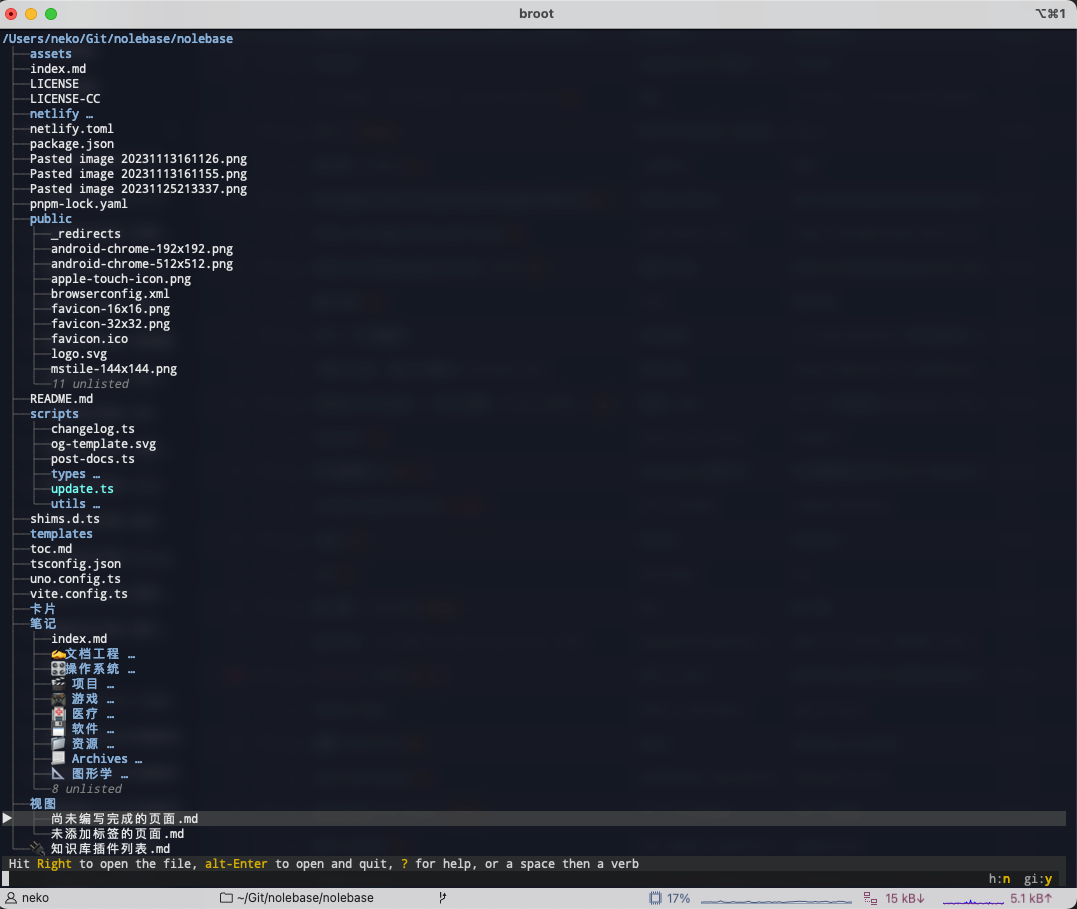 broot
⌥⌘1
/Users/neko/Git/nolebase/nolebase
assets
index.md
LICENSE
LICENSE-CC
netlify …
netlify.toml
package.json
Pasted image 20231113161126.png
Pasted image 20231113161155.png
Pasted image 20231125213337.png
pnpm-lock.yaml
public
_redirects
android-chrome-192x192.png
android-chrome-512x512.png
apple-touch-icon.png
browserconfig.xml
favicon-16x16.png
favicon-32x32.png
favicon.ico
logo.svg
mstile-144x144.png
11 unlisted
README.md
scripts
changelog.ts
og-template.svg
post-docs.ts
types …
update.ts
utils …
shims.d.ts
templates
toc.md
tsconfig.json
uno.config.ts
vite.config.ts
卡片
笔记
index.md
✍️文档工程 …
🎛️操作系统 …
🎬 项目 …
🎮 游戏 …
🏥 医疗 …
💾 软件 …
📁 资源 …
📃 Archives …
📐 图形学 …
8 unlisted
视图
尚未编写完成的页面.md
未添加标签的页面.md
🔌 知识库插件列表.md
Hit Right to open the file, alt-Enter to open and quit, ? for help, or a space then a verb
h:n gi:y
neko ~/Git/nolebase/nolebase 17% 15 kB↓ 5.1 kB↑